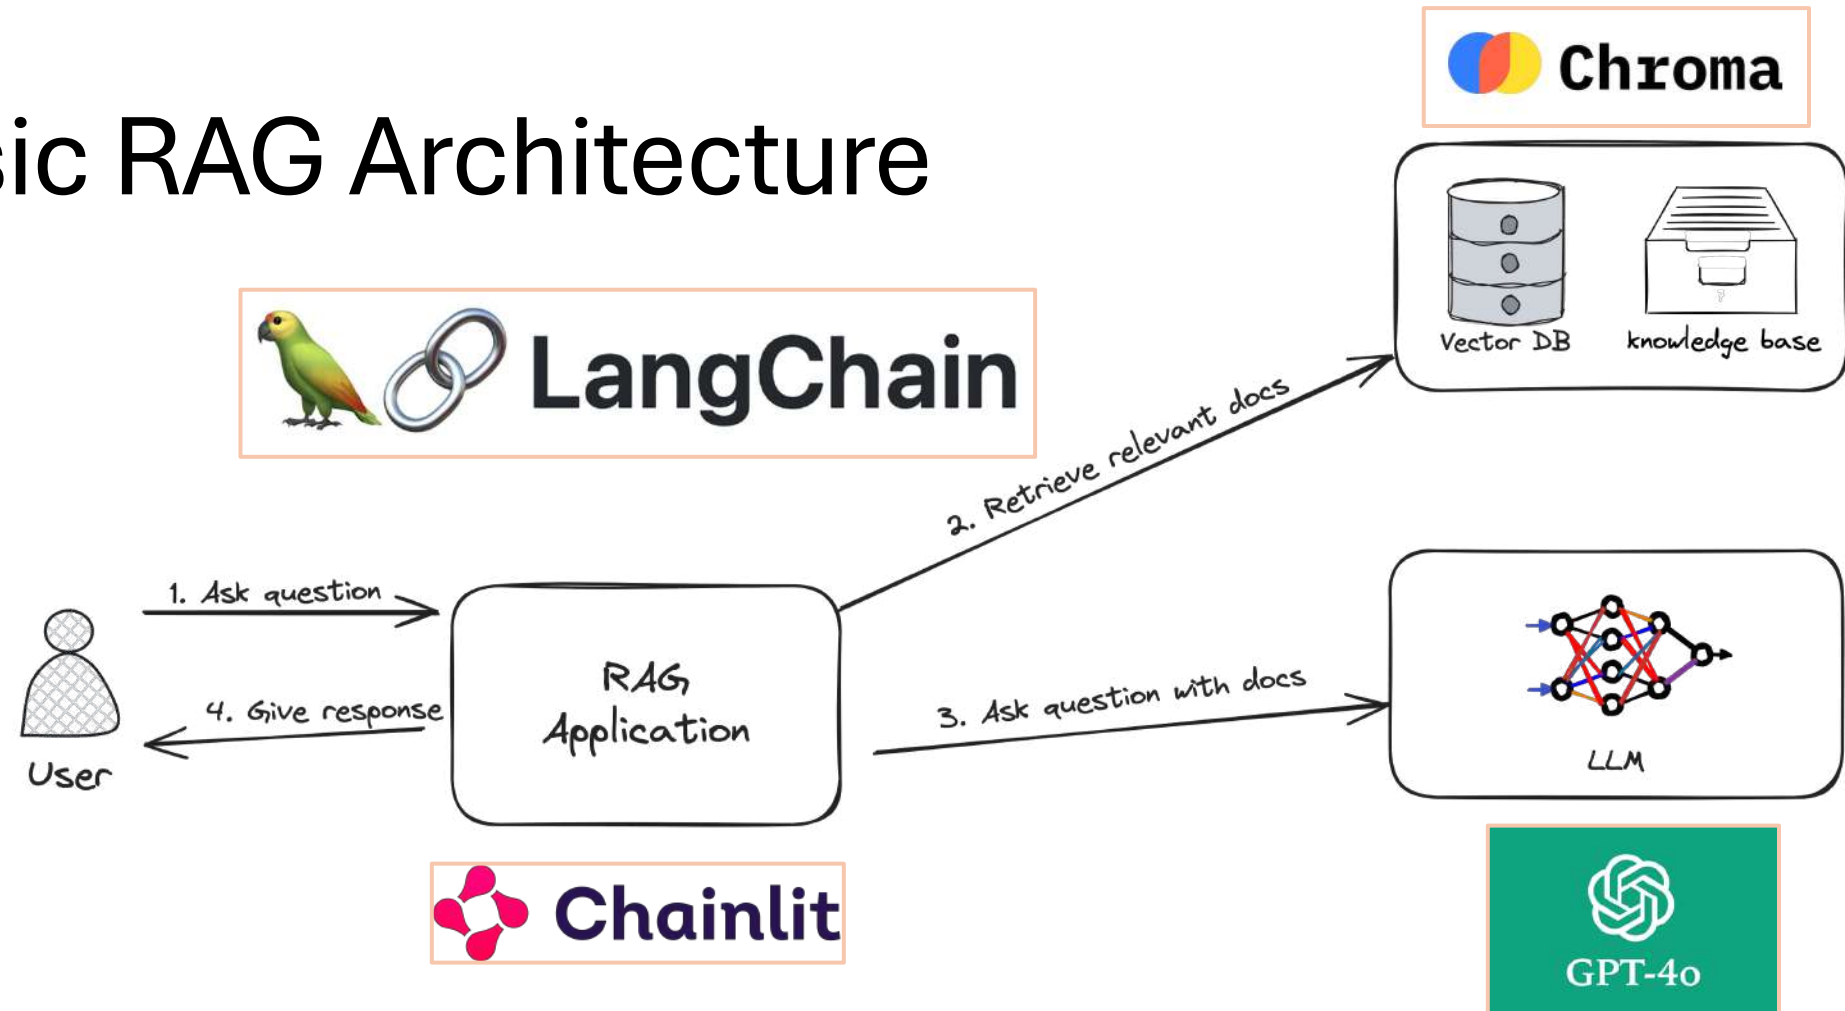 sic RAG Architecture
Chroma
Vector DB
knowledge base
LangChain
2. Retrieve relevant docs
1. Ask question
RAG
Application
4. Give response
User
3. Ask question with docs
LLM
Chainlit
GPT-4o